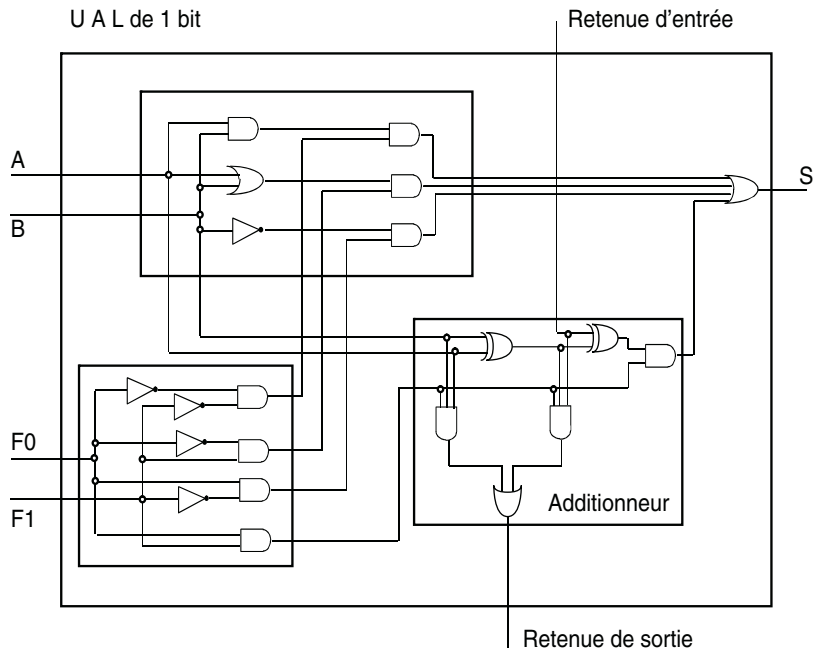 U A L de 1 bit
Retenue d'entrée
A
S
B
F0
F1
Additionneur
Retenue de sortie